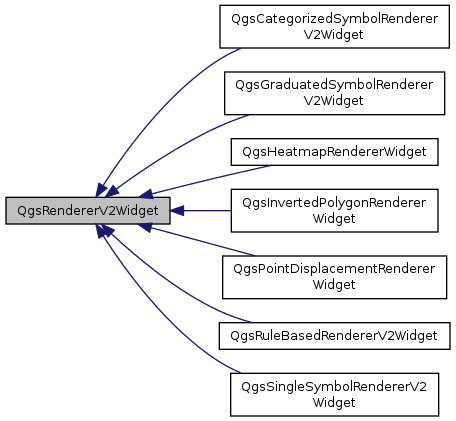 QgsCategorizedSymbolRenderer
V2Widget
QgsGraduatedSymbolRenderer
V2Widget
QgsHeatmapRendererWidget
QgsRendererV2Widget
QgsInvertedPolygonRenderer
Widget
QgsPointDisplacementRenderer
Widget
QgsRuleBasedRendererV2Widget
QgsSingleSymbolRendererV2
Widget